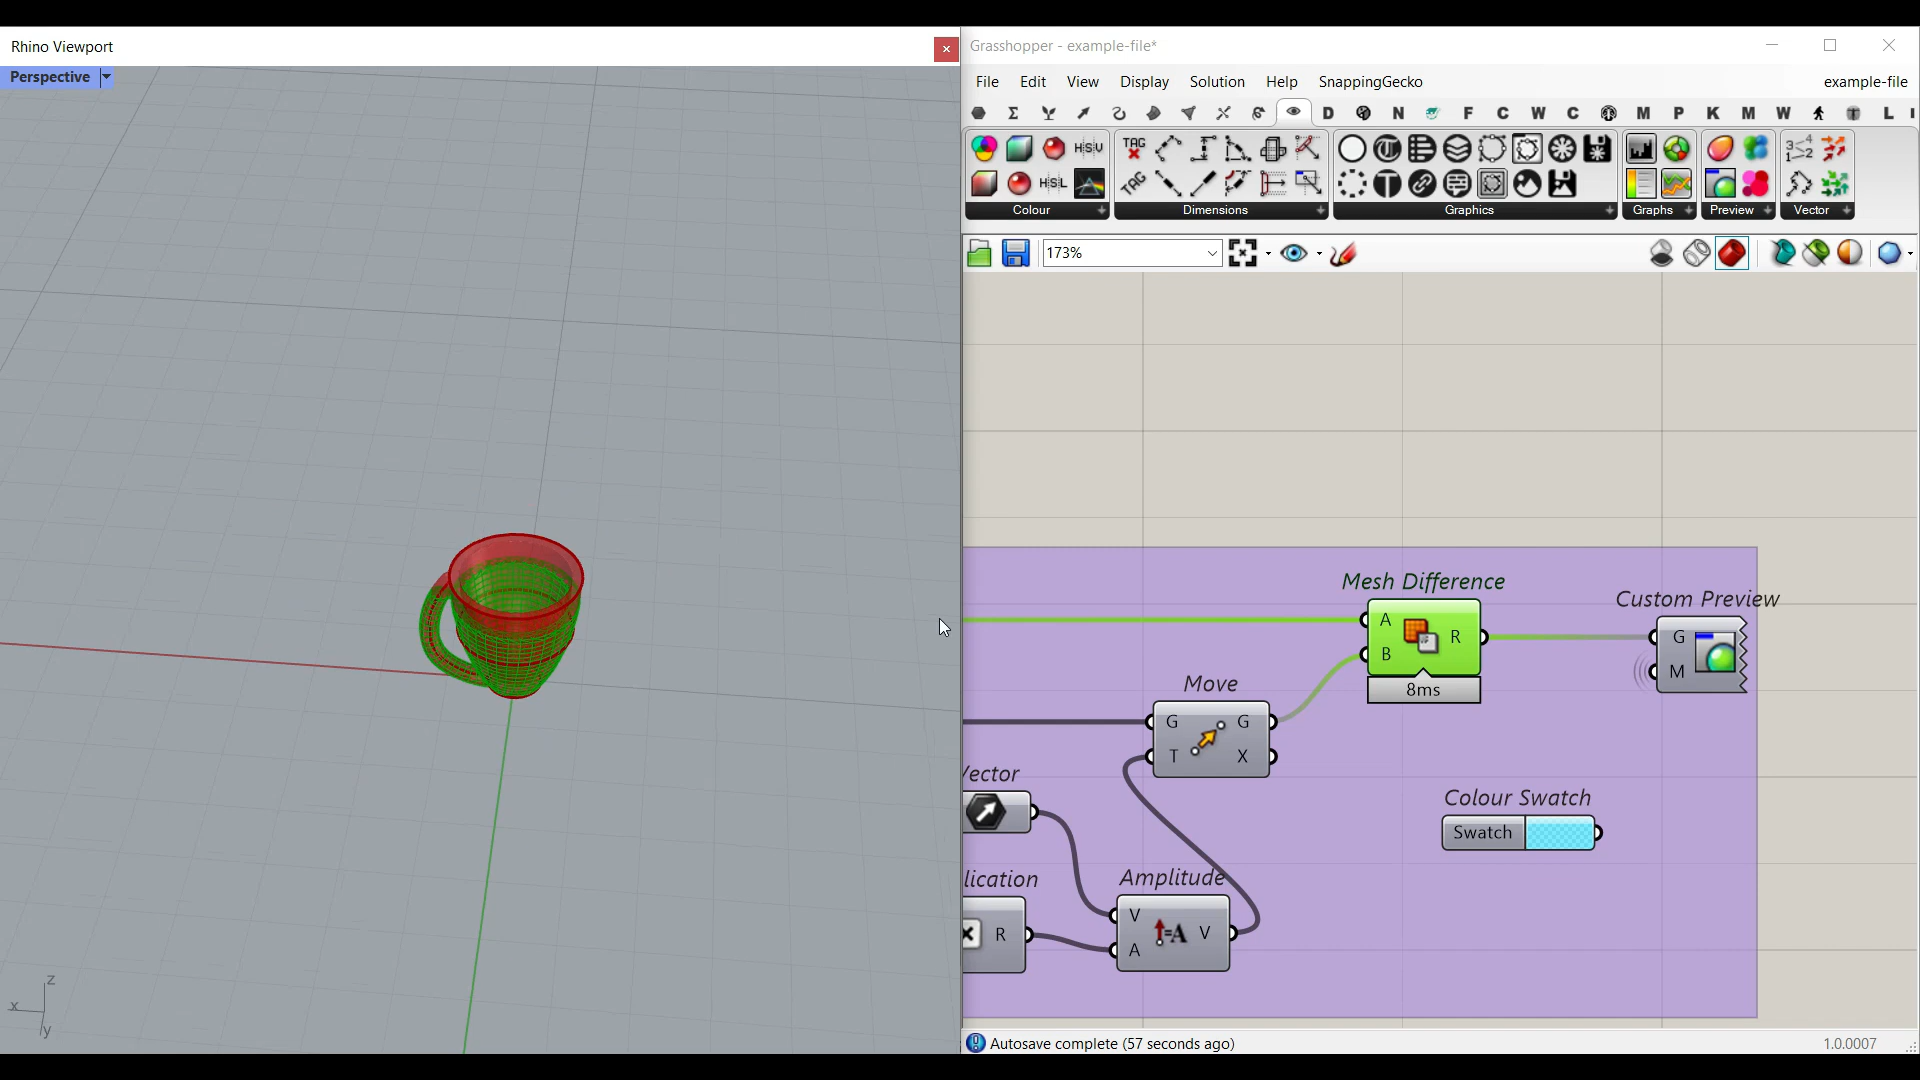 Rhino Viewport
Perspective
Grasshopper - example-file*
File Edit View Display Solution Help SnappingGecko example-file
D N F C W C M P K M W L
H·S·V
TAG
H·S·L
TAG
Colour Dimensions Graphics Graphs Preview Vector
173%
Mesh Difference
Custom Preview
A
B
R
8ms
G
M
Move
G G
T X
Vector
Colour Swatch
Swatch
lication
Amplitude
R
V
A
V
=A
z
x
y
Autosave complete (57 seconds ago)
1.0.0007